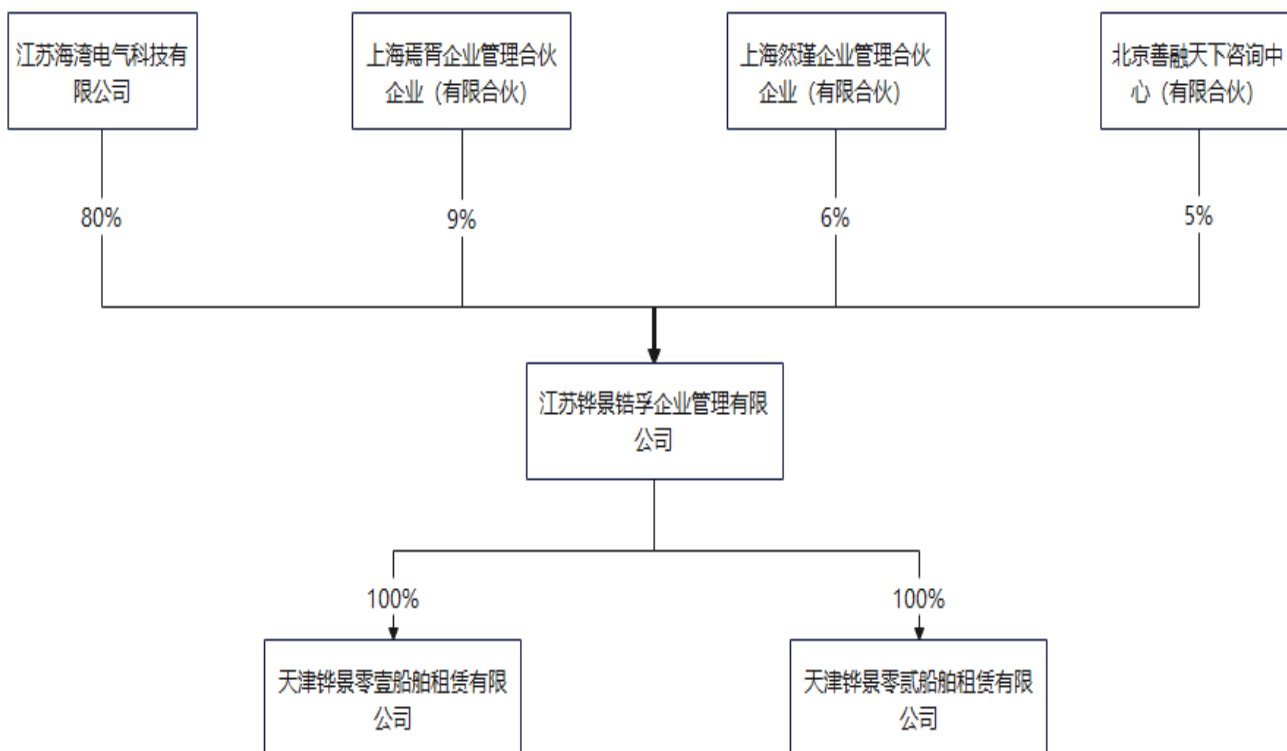 江苏海湾电气科技有
限公司
上海焉胥企业管理合伙
企业（有限合伙）
上海然瑾企业管理合伙
企业（有限合伙）
北京善融天下咨询中
心（有限合伙）
80%
9%
6%
5%
江苏铧景锆孚企业管理有限
公司
100%
100%
天津铧景零壹船舶租赁有限
公司
天津铧景零贰船舶租赁有限
公司